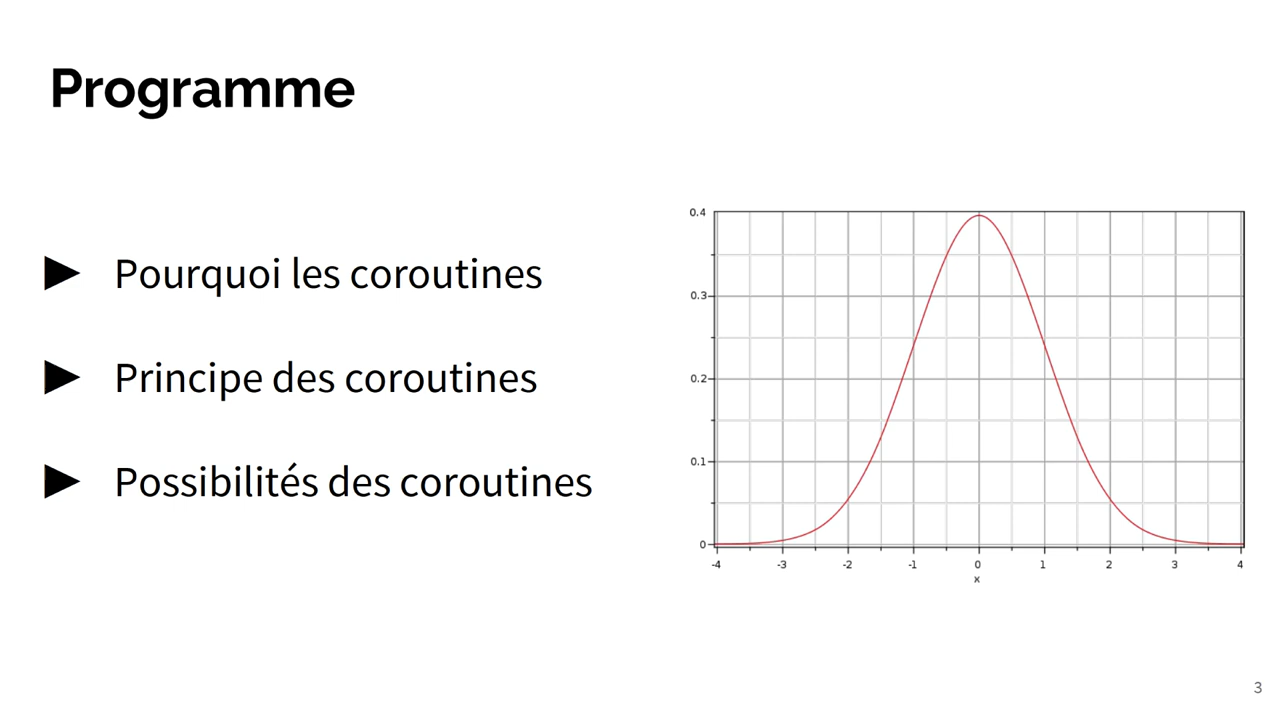 Programme
Pourquoi les coroutines
Principe des coroutines
Possibilités des coroutines
0.4
0.3
0.2
0.1
0
-4 -3 -2 -1 0 1 2 3 4
x
3